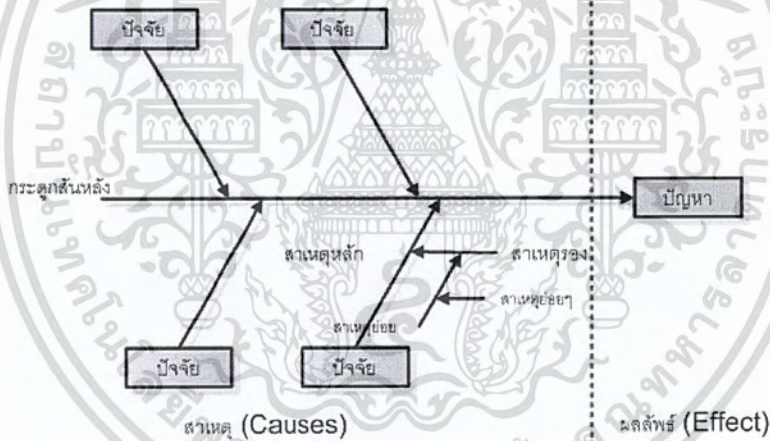 ปัจจัย ปัจจัย
กระดูกสันหลัง
ปัญหา
สาเหตุหลัก สาเหตุรอง
สาเหตุย่อยๆ
สาเหตุย่อย
ปัจจัย ปัจจัย
สาเหตุ (Causes) ผลลัพธ์ (Effect)